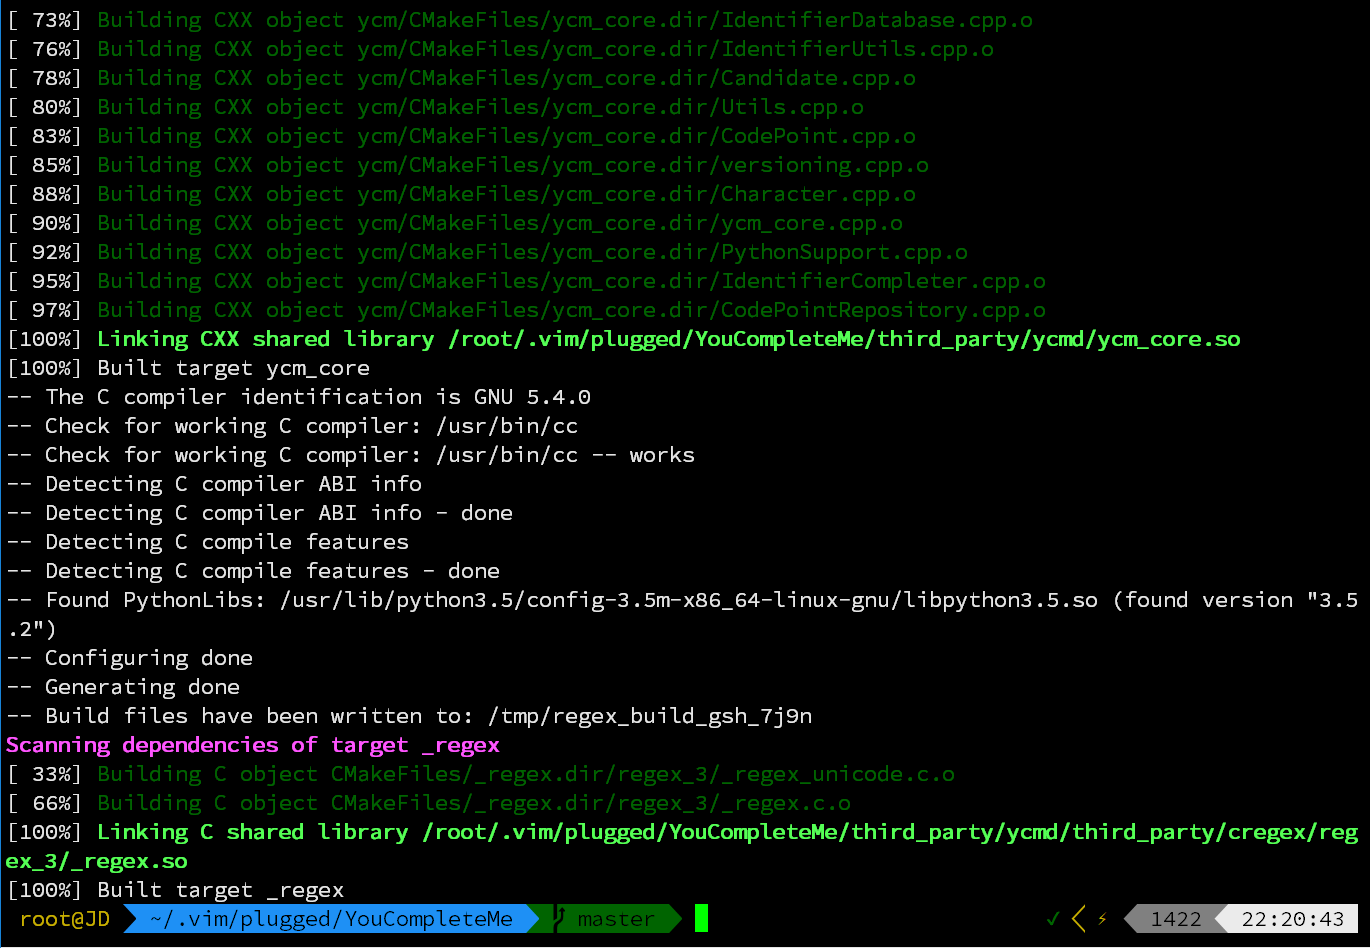 [ 73%] Building CXX object ycm/CMakeFiles/ycm_core.dir/IdentifierDatabase.cpp.o
[ 76%] Building CXX object ycm/CMakeFiles/ycm_core.dir/IdentifierUtils.cpp.o
[ 78%] Building CXX object ycm/CMakeFiles/ycm_core.dir/Candidate.cpp.o
[ 80%] Building CXX object ycm/CMakeFiles/ycm_core.dir/Utils.cpp.o
[ 83%] Building CXX object ycm/CMakeFiles/ycm_core.dir/CodePoint.cpp.o
[ 85%] Building CXX object ycm/CMakeFiles/ycm_core.dir/versioning.cpp.o
[ 88%] Building CXX object ycm/CMakeFiles/ycm_core.dir/Character.cpp.o
[ 90%] Building CXX object ycm/CMakeFiles/ycm_core.dir/ycm_core.cpp.o
[ 92%] Building CXX object ycm/CMakeFiles/ycm_core.dir/PythonSupport.cpp.o
[ 95%] Building CXX object ycm/CMakeFiles/ycm_core.dir/IdentifierCompleter.cpp.o
[ 97%] Building CXX object ycm/CMakeFiles/ycm_core.dir/CodePointRepository.cpp.o
[100%] Linking CXX shared library /root/.vim/plugged/YouCompleteMe/third_party/ycmd/ycm_core.so
[100%] Built target ycm_core
-- The C compiler identification is GNU 5.4.0
-- Check for working C compiler: /usr/bin/cc
-- Check for working C compiler: /usr/bin/cc -- works
-- Detecting C compiler ABI info
-- Detecting C compiler ABI info - done
-- Detecting C compile features
-- Detecting C compile features - done
-- Found PythonLibs: /usr/lib/python3.5/config-3.5m-x86_64-linux-gnu/libpython3.5.so (found version "3.5
.2")
-- Configuring done
-- Generating done
-- Build files have been written to: /tmp/regex_build_gsh_7j9n
Scanning dependencies of target _regex
[ 33%] Building C object CMakeFiles/_regex.dir/regex_3/_regex_unicode.c.o
[ 66%] Building C object CMakeFiles/_regex.dir/regex_3/_regex.c.o
[100%] Linking C shared library /root/.vim/plugged/YouCompleteMe/third_party/ycmd/third_party/cregex/reg
ex_3/_regex.so
[100%] Built target _regex
root@JD ~/.vim/plugged/YouCompleteMe master ✓ ⚡ 1422 22:20:43